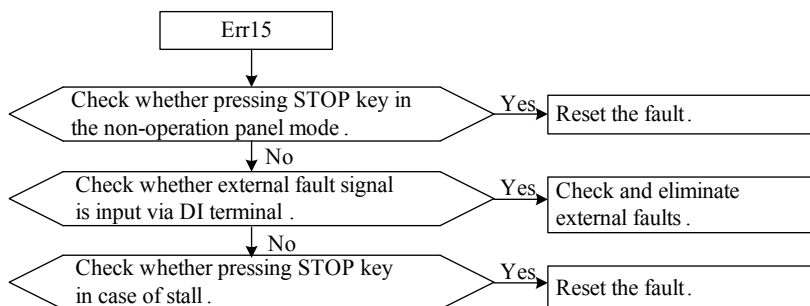 Err15
Check whether pressing STOP key in
the non-operation panel mode .
Yes
Reset the fault .
No
Check whether external fault signal
is input via DI terminal .
Yes
Check and eliminate
external faults .
No
Check whether pressing STOP key
in case of stall .
Yes
Reset the fault .